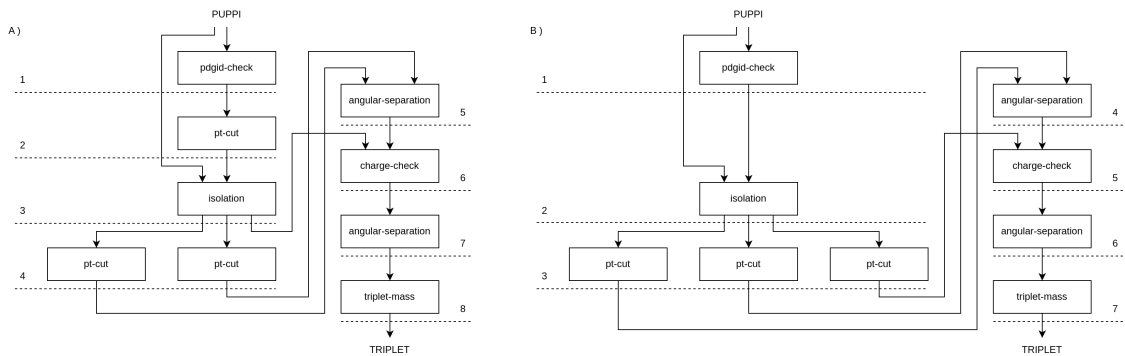 A )
PUPPI
pdgid-check
1
pt-cut
2
isolation
3
pt-cut
pt-cut
4
angular-separation
5
charge-check
6
angular-separation
7
triplet-mass
8
TRIPLET
B )
PUPPI
pdgid-check
1
isolation
2
pt-cut
pt-cut
pt-cut
3
angular-separation
4
charge-check
5
angular-separation
6
triplet-mass
7
TRIPLET